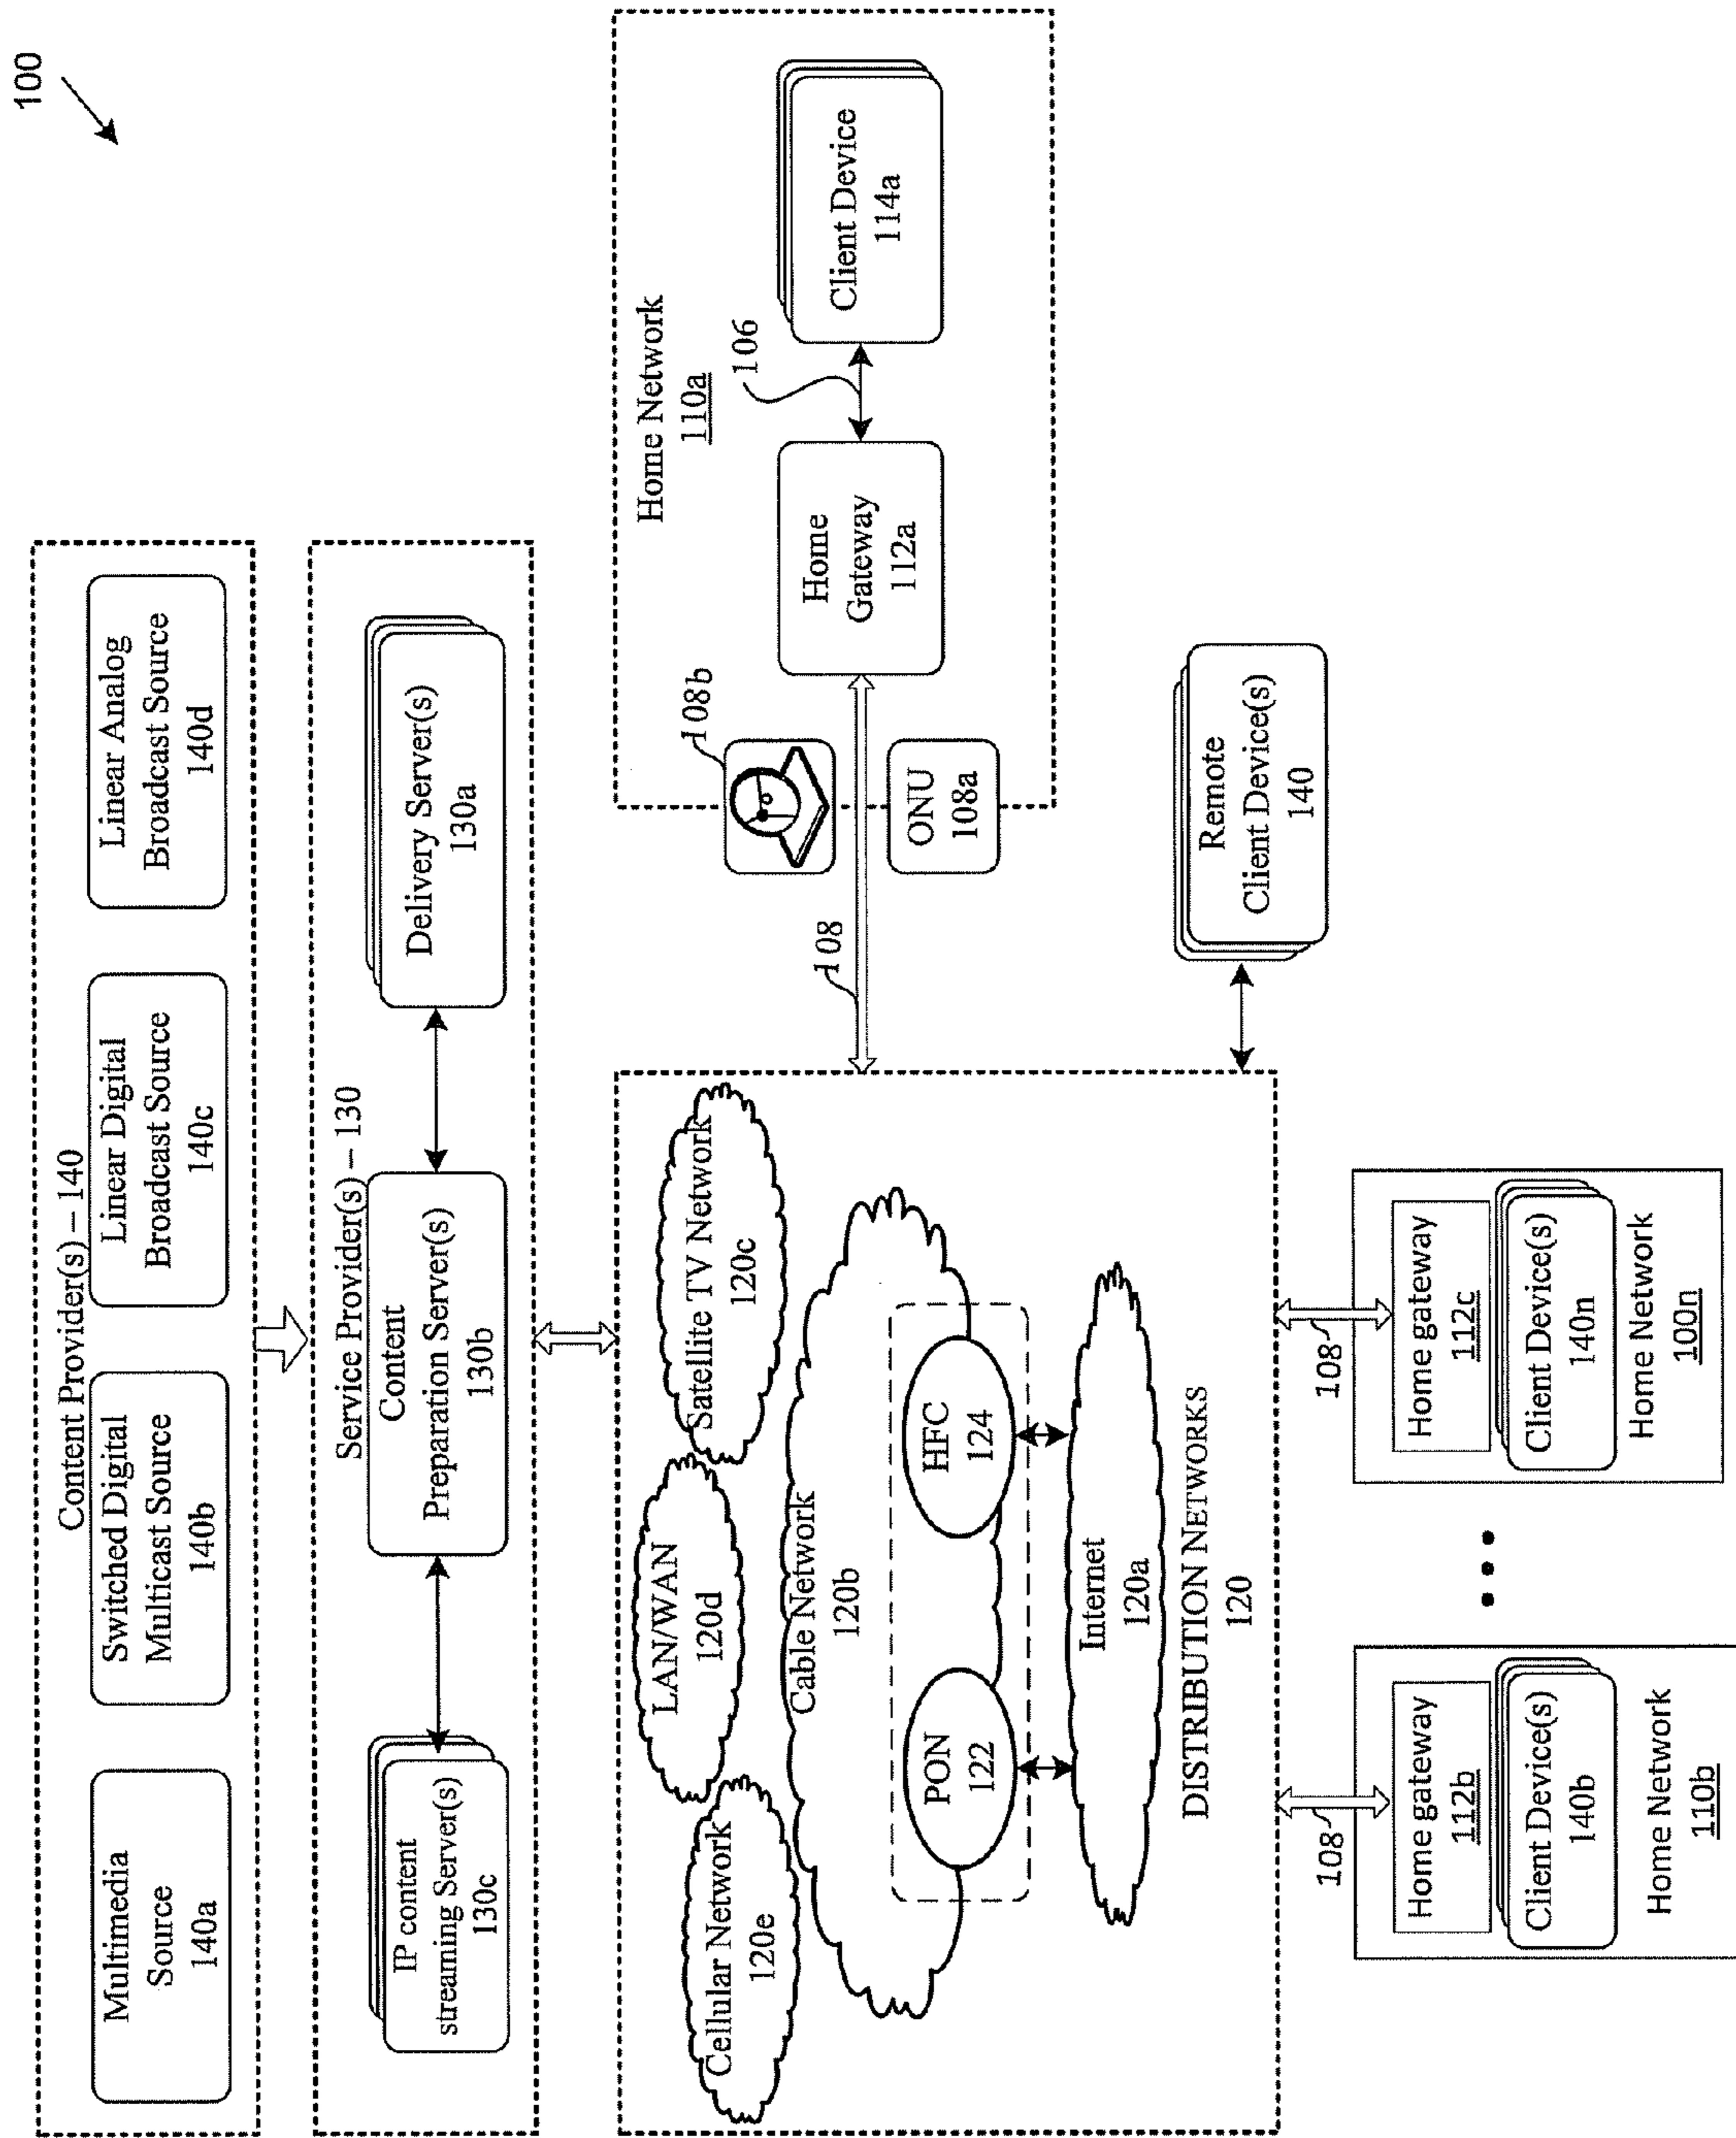 100
Content Provider(s) – 140
Multimedia
Source
140a
Switched Digital
Multicast Source
140b
Linear Digital
Broadcast Source
140c
Linear Analog
Broadcast Source
140d
Service Provider(s) – 130
IP content
streaming Server(s)
130c
Content
Preparation Server(s)
130b
Delivery Server(s)
130a
Cellular Network
120e
LAN/WAN
120d
Satellite TV Network
120c
Cable Network
120b
PON
122
HFC
124
Internet
120a
DISTRIBUTION NETWORKS
120
108
108b
ONU
108a
Home Network
110a
Home
Gateway
112a
106
Client Device
114a
Remote
Client Device(s)
140
108
Home gateway
112b
Client Device(s)
140b
Home Network
110b
108
Home gateway
112c
Client Device(s)
140n
Home Network
100n